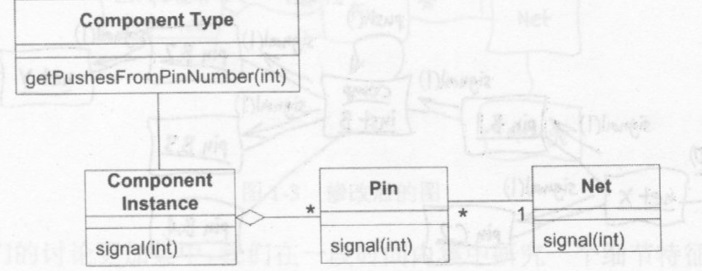 Component Type
getPushesFromPinNumber(int)
Component
Instance
signal(int)
*
Pin
signal(int)
*
1
Net
signal(int)